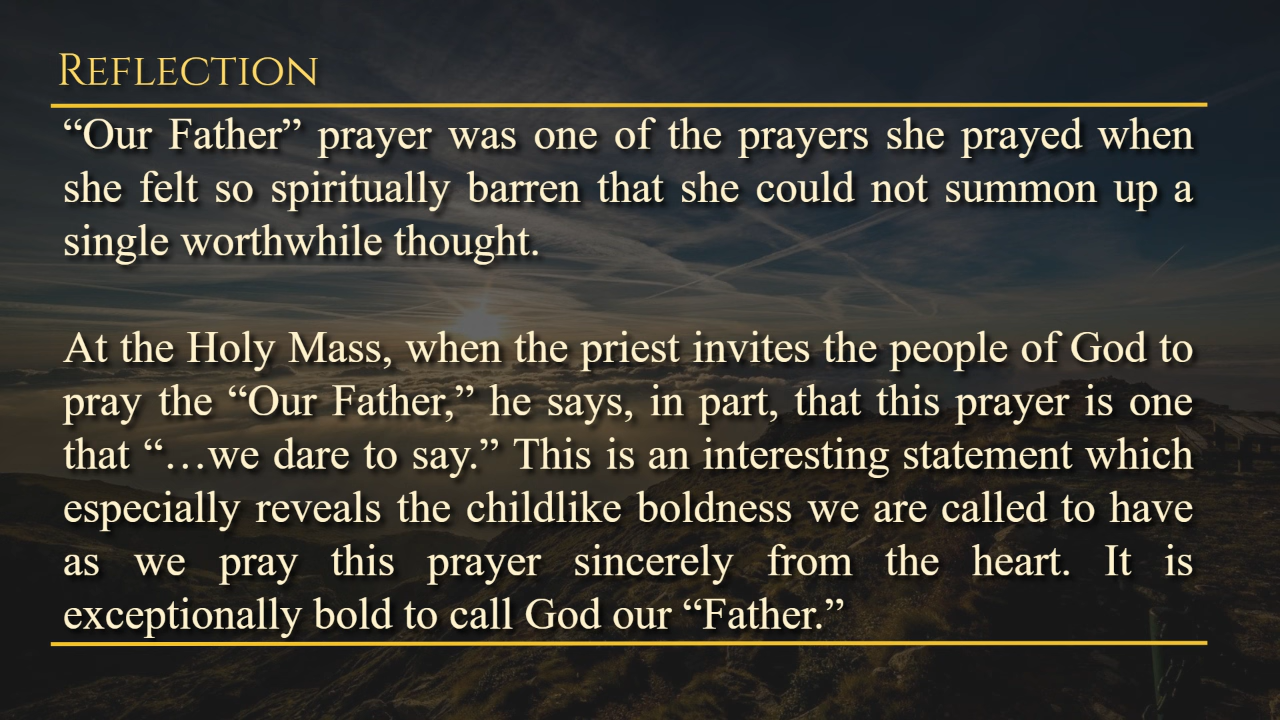 Reflection
“Our Father” prayer was one of the prayers she prayed when
she felt so spiritually barren that she could not summon up a
single worthwhile thought.
At the Holy Mass, when the priest invites the people of God to
pray the “Our Father,” he says, in part, that this prayer is one
that “…we dare to say.” This is an interesting statement which
especially reveals the childlike boldness we are called to have
as we pray this prayer sincerely from the heart. It is
exceptionally bold to call God our “Father.”